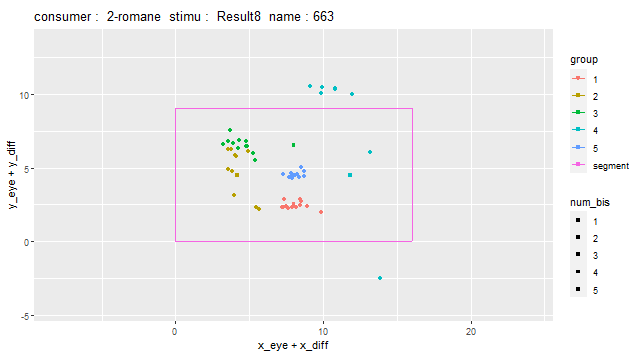 consumer :  2-romane  stimu :  Result8  name : 663
group
1
2
3
4
5
segment
num_bis
1
2
3
4
5
10
5
0
-5
y_eye + y_diff
0
10
20
x_eye + x_diff